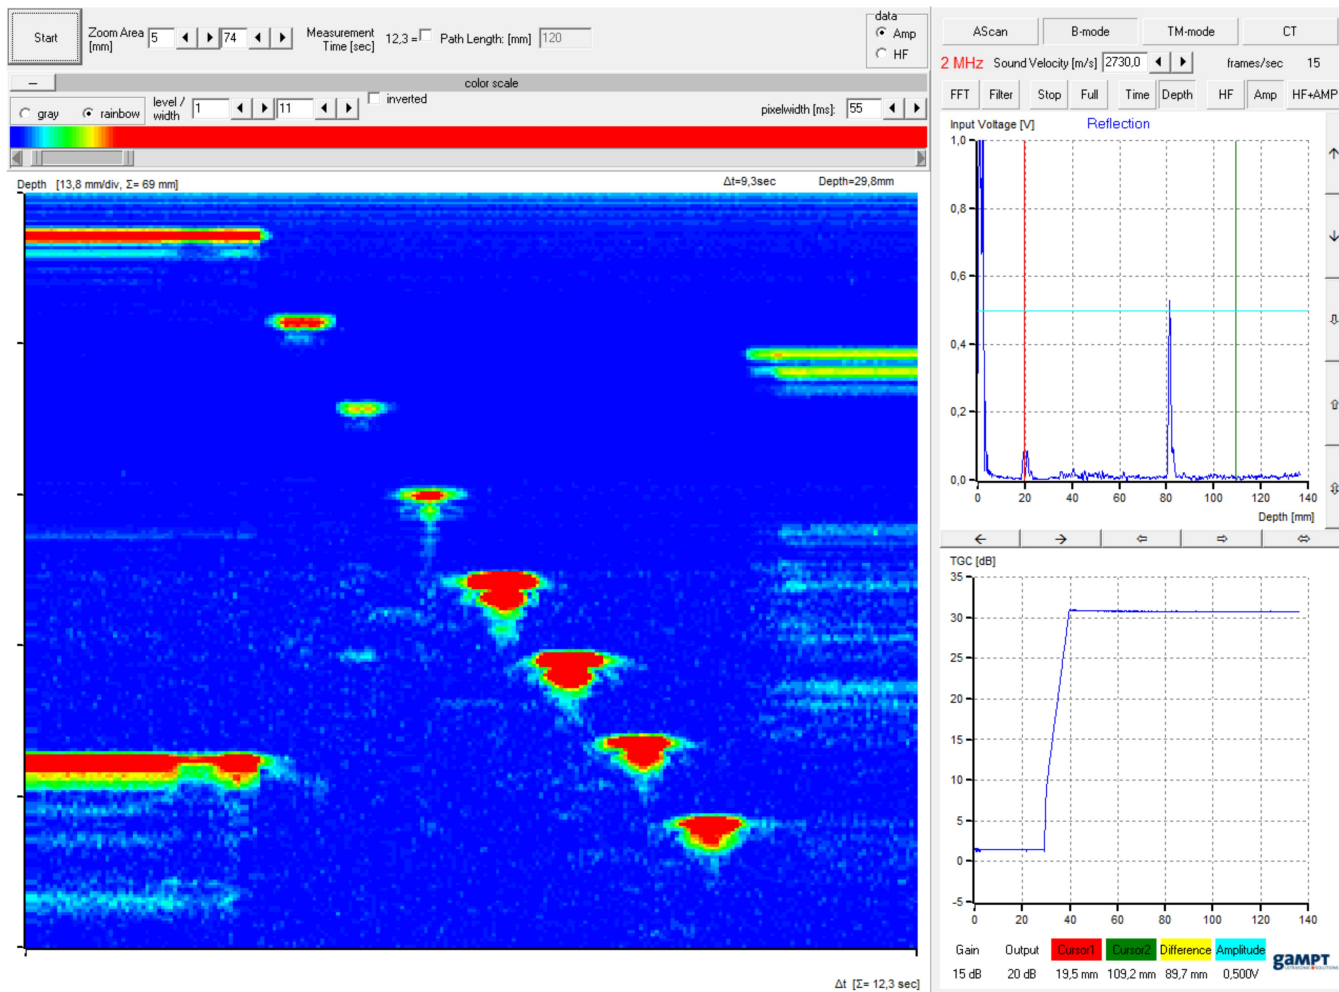 Start
Zoom Area [mm] 5 74
Measurement Time [sec] 12,3 =
Path Length: [mm] 120
data
Amp
HF
color scale
gray
rainbow
level / width 1 11
inverted
pixelwidth [ms]: 55
Depth [13,8 mm/div, Σ= 69 mm]
Δt=9,3sec
Depth=29,8mm
Δt [Σ= 12,3 sec]
AScan B-mode TM-mode CT
2 MHz Sound Velocity [m/s] 2730,0 frames/sec 15
FFT Filter Stop Full Time Depth HF Amp HF+AMP
Input Voltage [V]
Reflection
1,0
0,8
0,6
0,4
0,2
0,0
0 20 40 60 80 100 120 140
Depth [mm]
TGC [dB]
35
30
25
20
15
10
5
0
-5
0 20 40 60 80 100 120 140
Gain Output Cursor1 Cursor2 Difference Amplitude
15 dB 20 dB 19,5 mm 109,2 mm 89,7 mm 0,500V
gaMPT